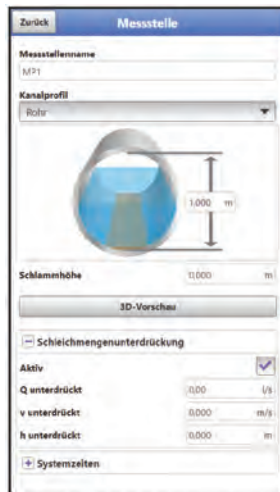 Zurück Messstelle
Messstellenname
MP1
Kanalprofil
Rohr
1.000 m
Schlammhöhe 0.000 m
3D-Vorschau
Schleichmengenunterdrückung
Aktiv
Q unterdrückt 0.00 l/s
v unterdrückt 0.000 m/s
h unterdrückt 0.000 m
Systemzeiten